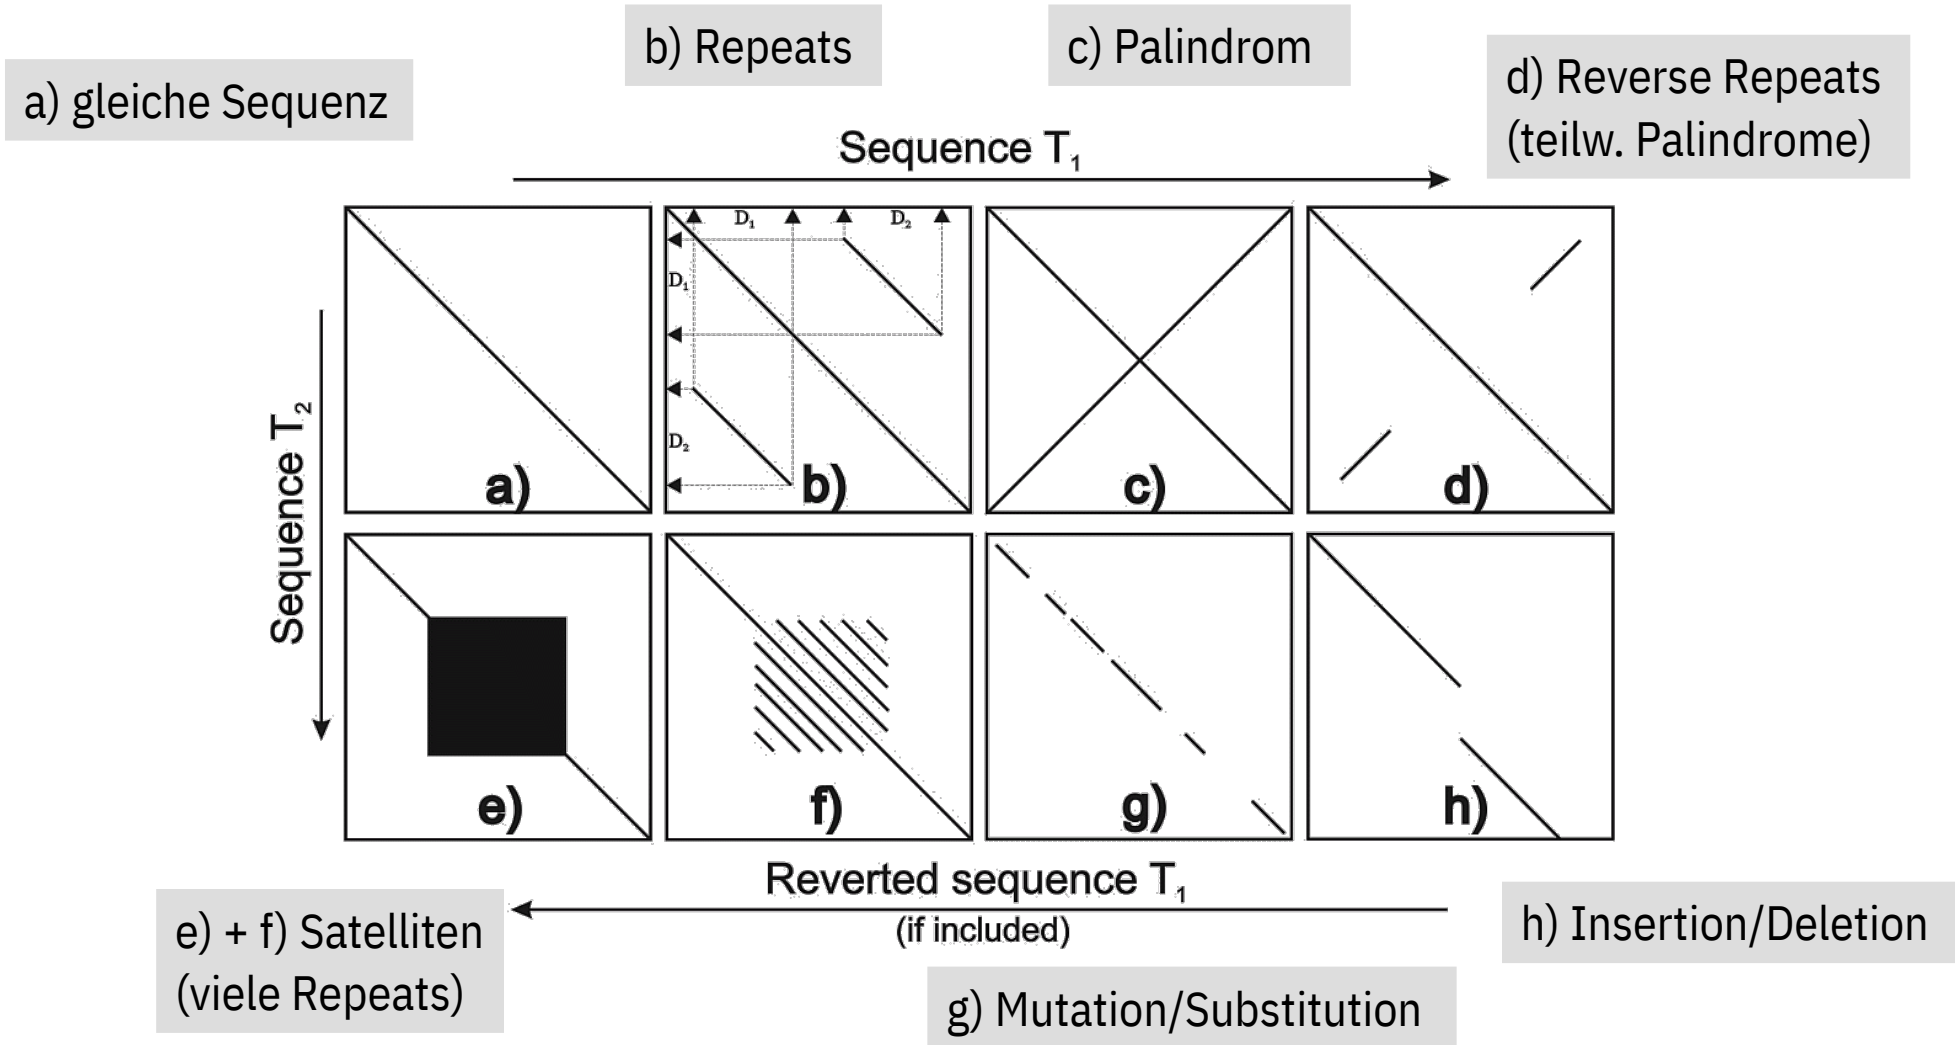 b) Repeats
c) Palindrom
a) gleiche Sequenz
d) Reverse Repeats
(teilw. Palindrome)
Sequence T₁
D₁
D₂
D₁
D₂
Sequence T₂
a)
b)
c)
d)
e)
f)
g)
h)
Reverted sequence T₁
(if included)
e) + f) Satelliten
(viele Repeats)
h) Insertion/Deletion
g) Mutation/Substitution